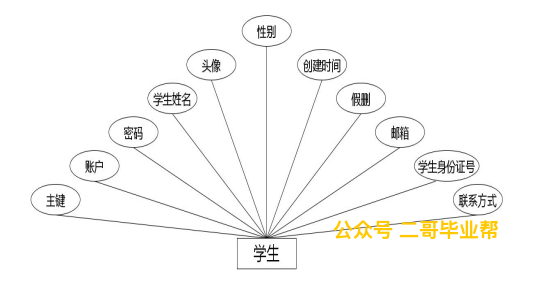 性别
头像
创建时间
学生姓名
假删
密码
邮箱
账户
学生身份证号
主键
联系方式
公众号 二哥毕业帮
学生